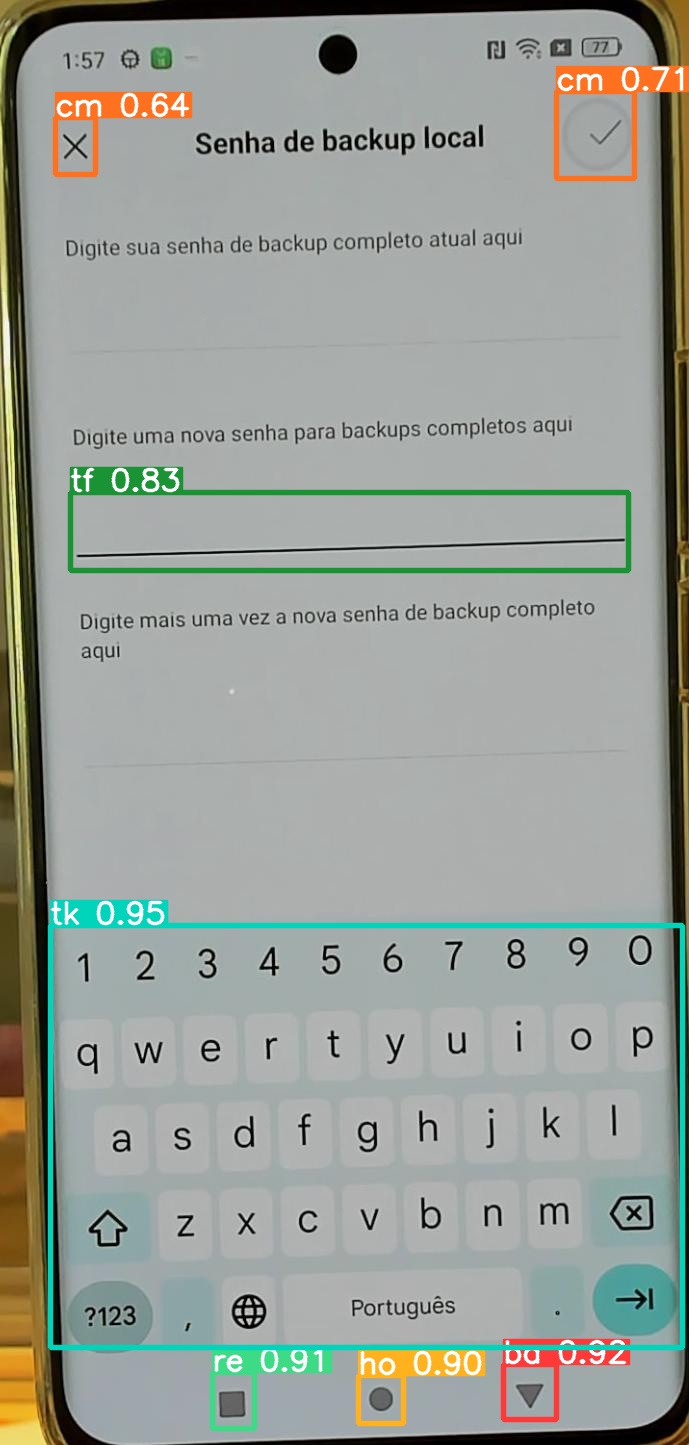 1:57
77
cm 0.64
cm 0.71
Senha de backup local
Digite sua senha de backup completo atual aqui
Digite uma nova senha para backups completos aqui
tf 0.83
Digite mais uma vez a nova senha de backup completo
aqui
tk 0.95
1 2 3 4 5 6 7 8 9 0
q w e r t y u i o p
a s d f g h j k l
z x c v b n m
?123 , Português .
re 0.91 ho 0.90 ba 0.92